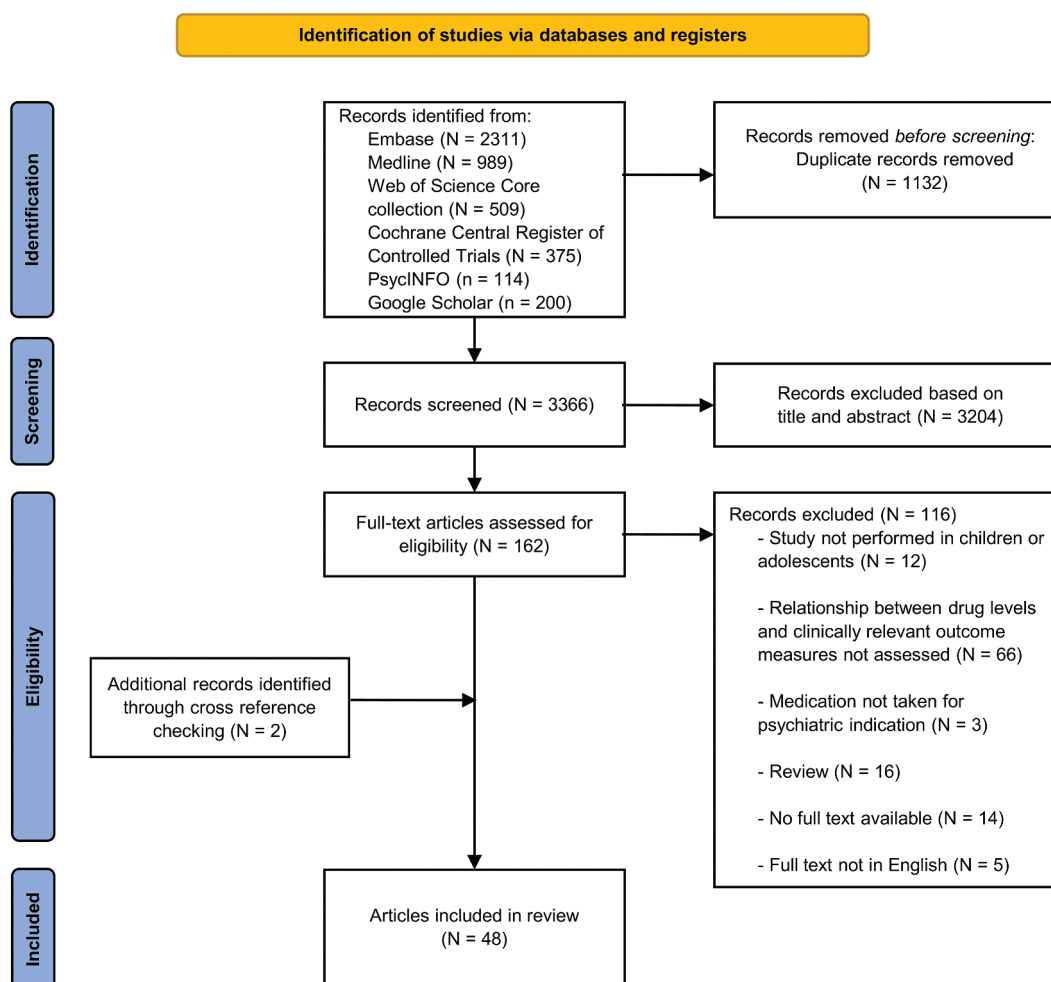 Identification of studies via databases and registers
Identification
Records identified from:
Embase (N = 2311)
Medline (N = 989)
Web of Science Core
collection (N = 509)
Cochrane Central Register of
Controlled Trials (N = 375)
PsycINFO (n = 114)
Google Scholar (n = 200)
Records removed before screening:
Duplicate records removed
(N = 1132)
Screening
Records screened (N = 3366)
Records excluded based on
title and abstract (N = 3204)
Eligibility
Full-text articles assessed for
eligibility (N = 162)
Records excluded (N = 116)
- Study not performed in children or
adolescents (N = 12)
- Relationship between drug levels
and clinically relevant outcome
measures not assessed (N = 66)
- Medication not taken for
psychiatric indication (N = 3)
- Review (N = 16)
- No full text available (N = 14)
- Full text not in English (N = 5)
Additional records identified
through cross reference
checking (N = 2)
Included
Articles included in review
(N = 48)